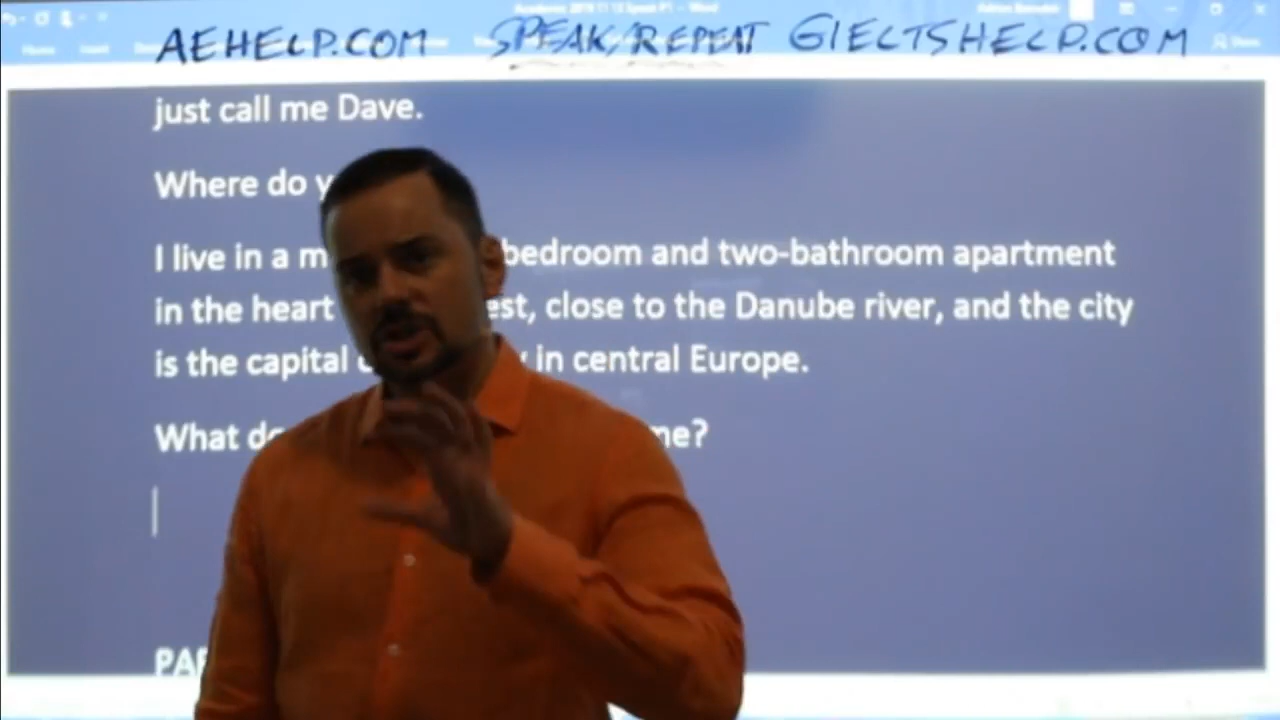 AEHELP.COM SPEAK/REPEAT GIELTSHELP.COM
just call me Dave.
Where do y
I live in a m bedroom and two-bathroom apartment
in the heart est, close to the Danube river, and the city
is the capital in central Europe.
What do me?
PAR